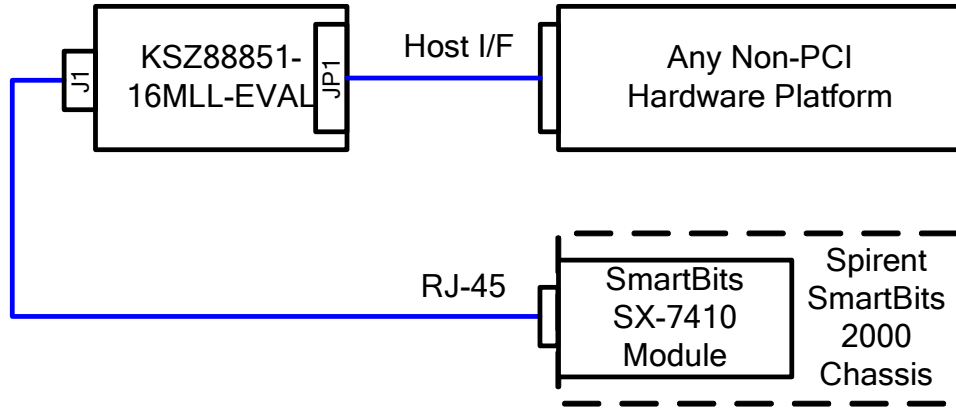 J1
KSZ88851-
16MLL-EVAL
JP1
Host I/F
Any Non-PCI
Hardware Platform
RJ-45
SmartBits
SX-7410
Module
Spirent
SmartBits
2000
Chassis